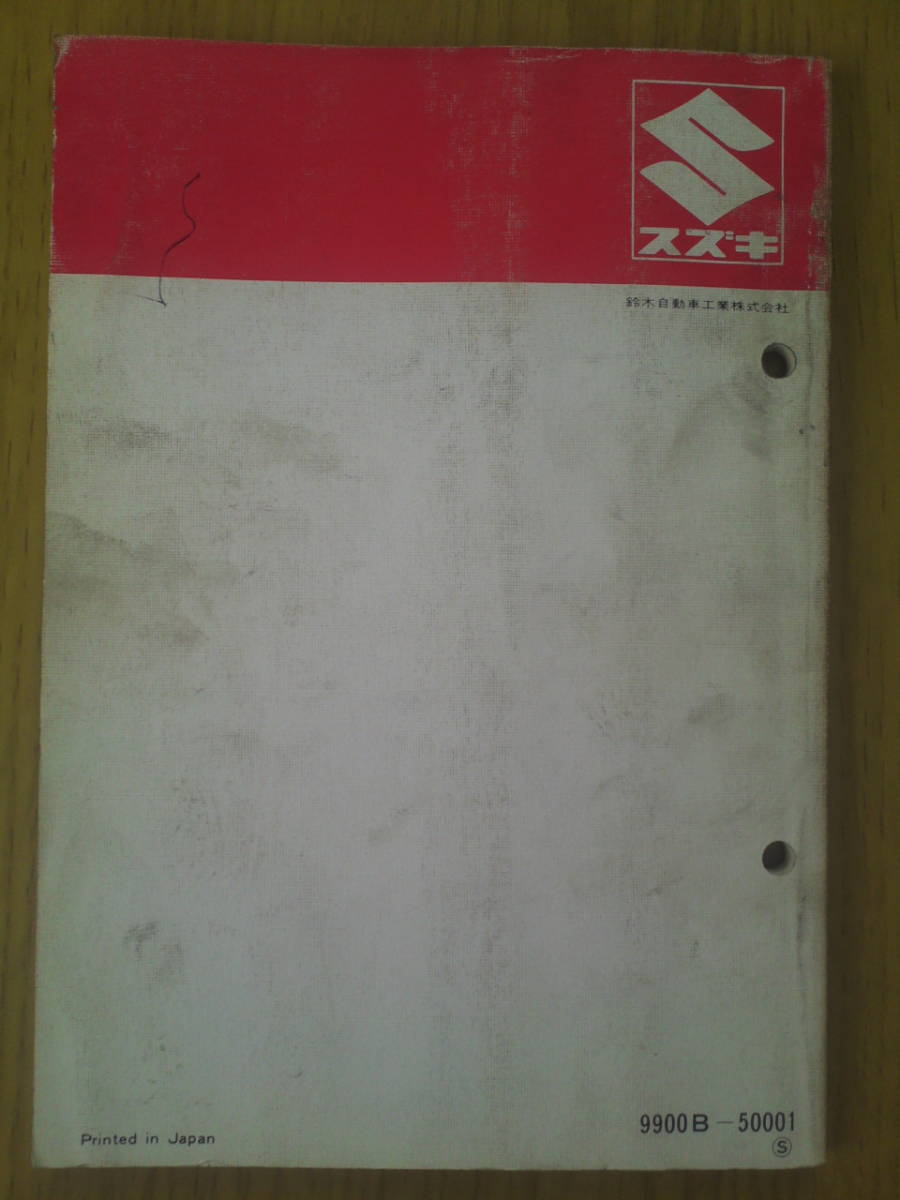 スズキ
鈴木自動車工業株式会社
9900B－50001
Ⓢ
Printed in Japan